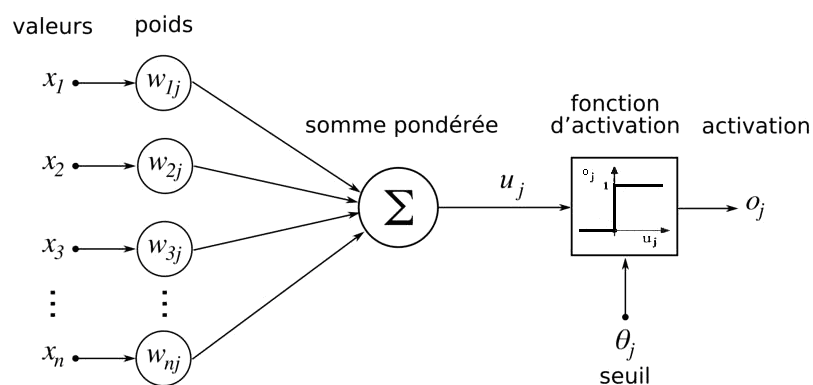 valeurs poids
x1 w1j
x2 w2j
x3 w3j
⋮ ⋮
xn wnj
somme pondérée
Σ
uj
fonction
d'activation
oj
1
uj
activation
oj
θj
seuil